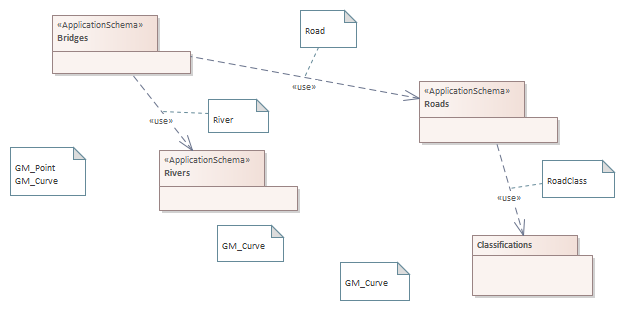 «ApplicationSchema»
Bridges
Road
«use»
«ApplicationSchema»
Roads
River
«use»
«ApplicationSchema»
Rivers
GM_Point
GM_Curve
RoadClass
«use»
GM_Curve
Classifications
GM_Curve